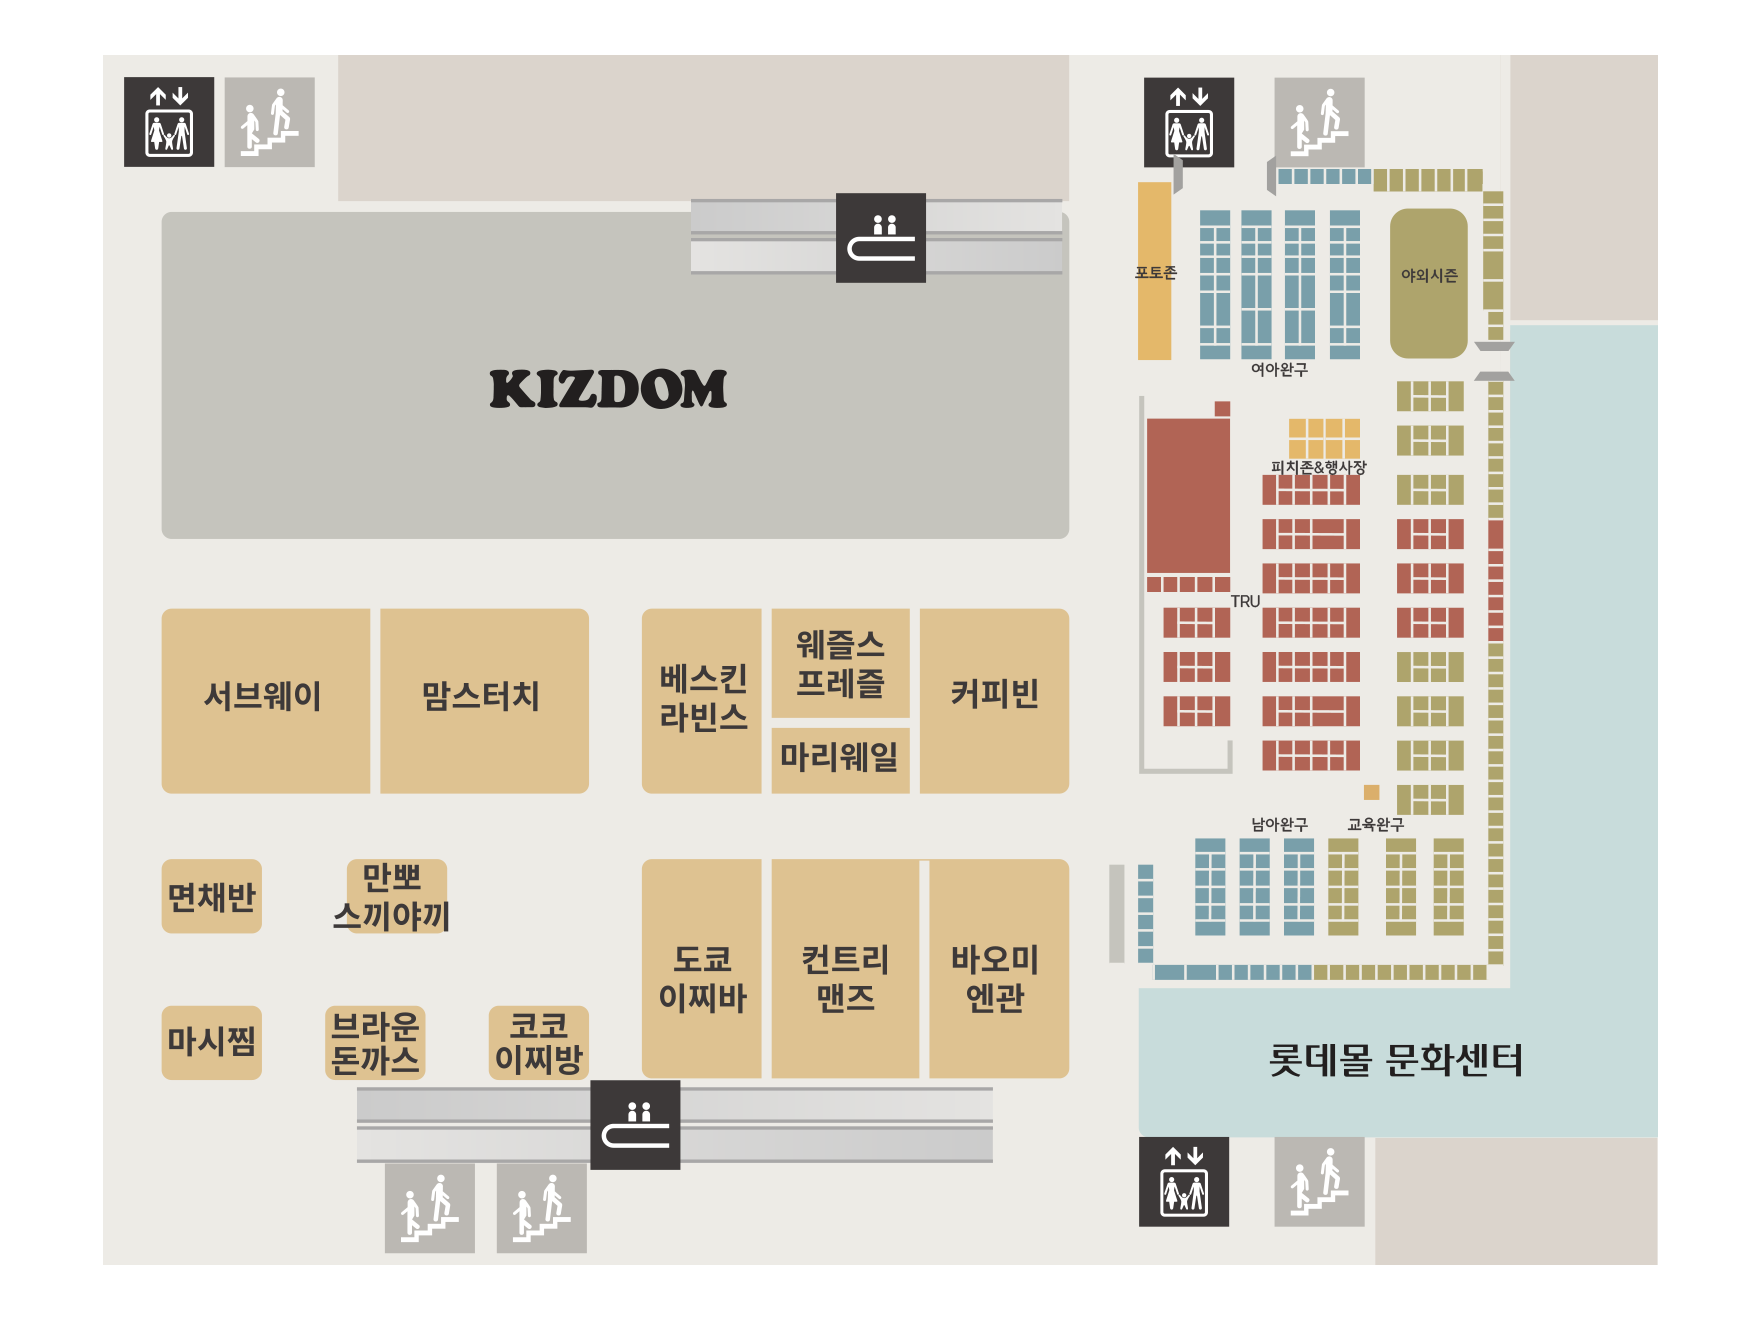 포토존
야외시즌
여아완구
KIZDOM
피치존&행사장
TRU
서브웨이
맘스터치
베스킨
라빈스
웨즐스
프레즐
마리웨일
커피빈
남아완구
교육완구
면채반
만뽀
스끼야끼
도쿄
이찌바
컨트리
맨즈
바오미
엔관
마시찜
브라운
돈까스
코코
이찌방
롯데몰 문화센터